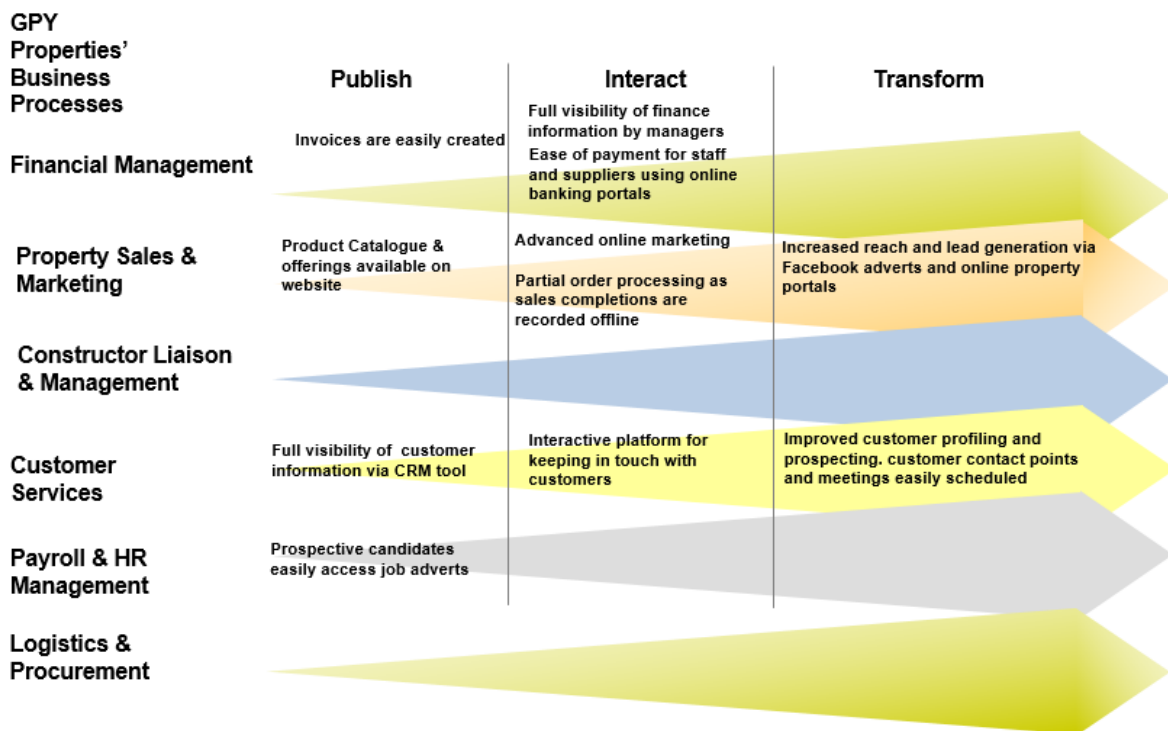 GPY
Properties’
Business
Processes
Publish
Interact
Transform
Financial Management
Invoices are easily created
Full visibility of finance
information by managers
Ease of payment for staff
and suppliers using online
banking portals
Property Sales &
Marketing
Product Catalogue &
offerings available on
website
Advanced online marketing
Partial order processing as
sales completions are
recorded offline
Increased reach and lead generation via
Facebook adverts and online property
portals
Constructor Liaison
& Management
Customer
Services
Full visibility of customer
information via CRM tool
Interactive platform for
keeping in touch with
customers
Improved customer profiling and
prospecting. customer contact points
and meetings easily scheduled
Payroll & HR
Management
Prospective candidates
easily access job adverts
Logistics &
Procurement